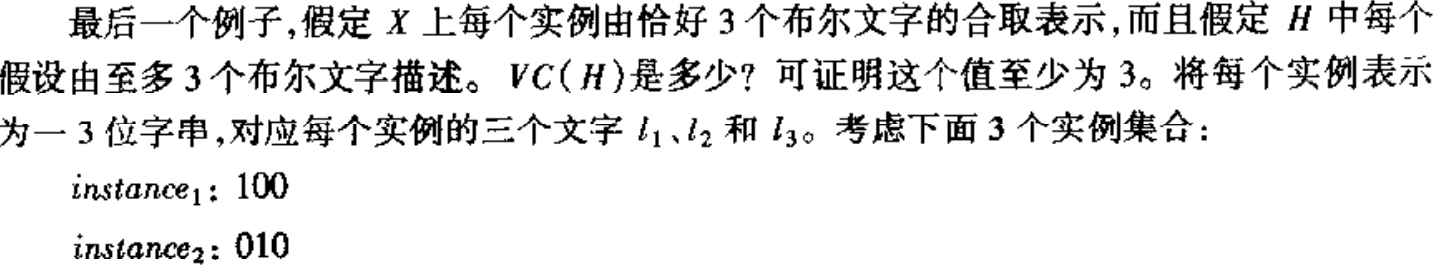 最后一个例子,假定 X 上每个实例由恰好 3 个布尔文字的合取表示,而且假定 H 中每个
假设由至多 3 个布尔文字描述。VC(H)是多少? 可证明这个值至少为 3。将每个实例表示
为一 3 位字串,对应每个实例的三个文字 l₁、l₂ 和 l₃。考虑下面 3 个实例集合:
instance₁: 100
instance₂: 010